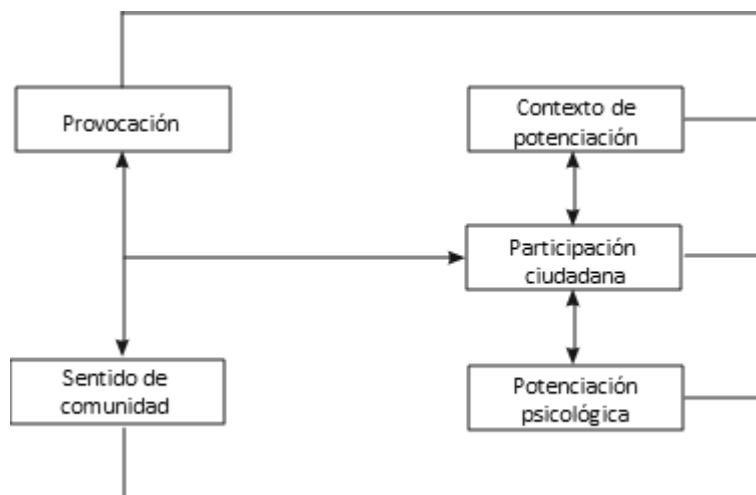 Provocación
Contexto de
potenciación
Participación
ciudadana
Sentido de
comunidad
Potenciación
psicológica